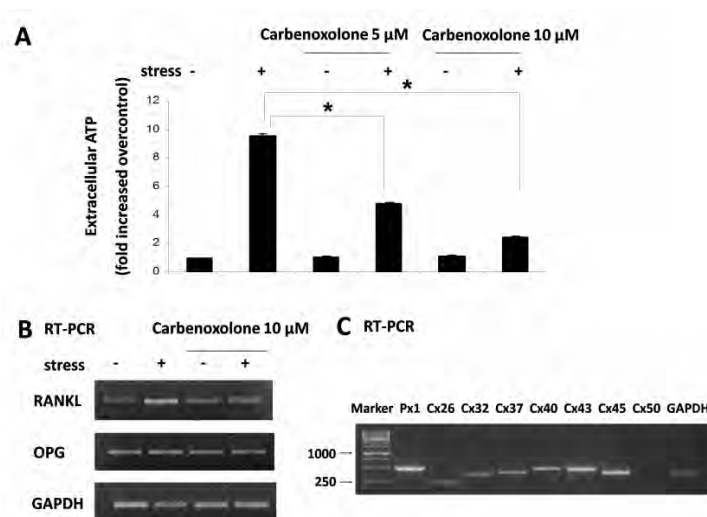 A
Carbenoxolone 5 µM Carbenoxolone 10 µM
stress - + - + - +
*
*
Extracellular ATP
(fold increased overcontrol)
12
10
8
6
4
2
0
B RT-PCR Carbenoxolone 10 µM
stress - + - +
RANKL
OPG
GAPDH
C RT-PCR
Marker Px1 Cx26 Cx32 Cx37 Cx40 Cx43 Cx45 Cx50 GAPDH
1000
250